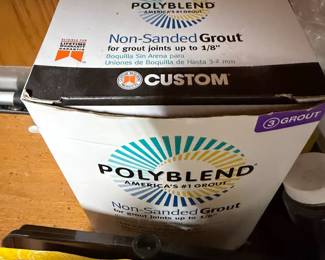 POLYBLEND
AMERICA'S #1 GROUT
Non-Sanded Grout
for grout joints up to 1/8"
Boquilla Sin Arena para
Uniones de Boquilla de Hasta 3.4 mm
LIFETIME
CUSTOM
3 GROUT
POLYBLEND
AMERICA'S #1 GROUT
Non-Sanded Grout
for grout joints up to 1/8"